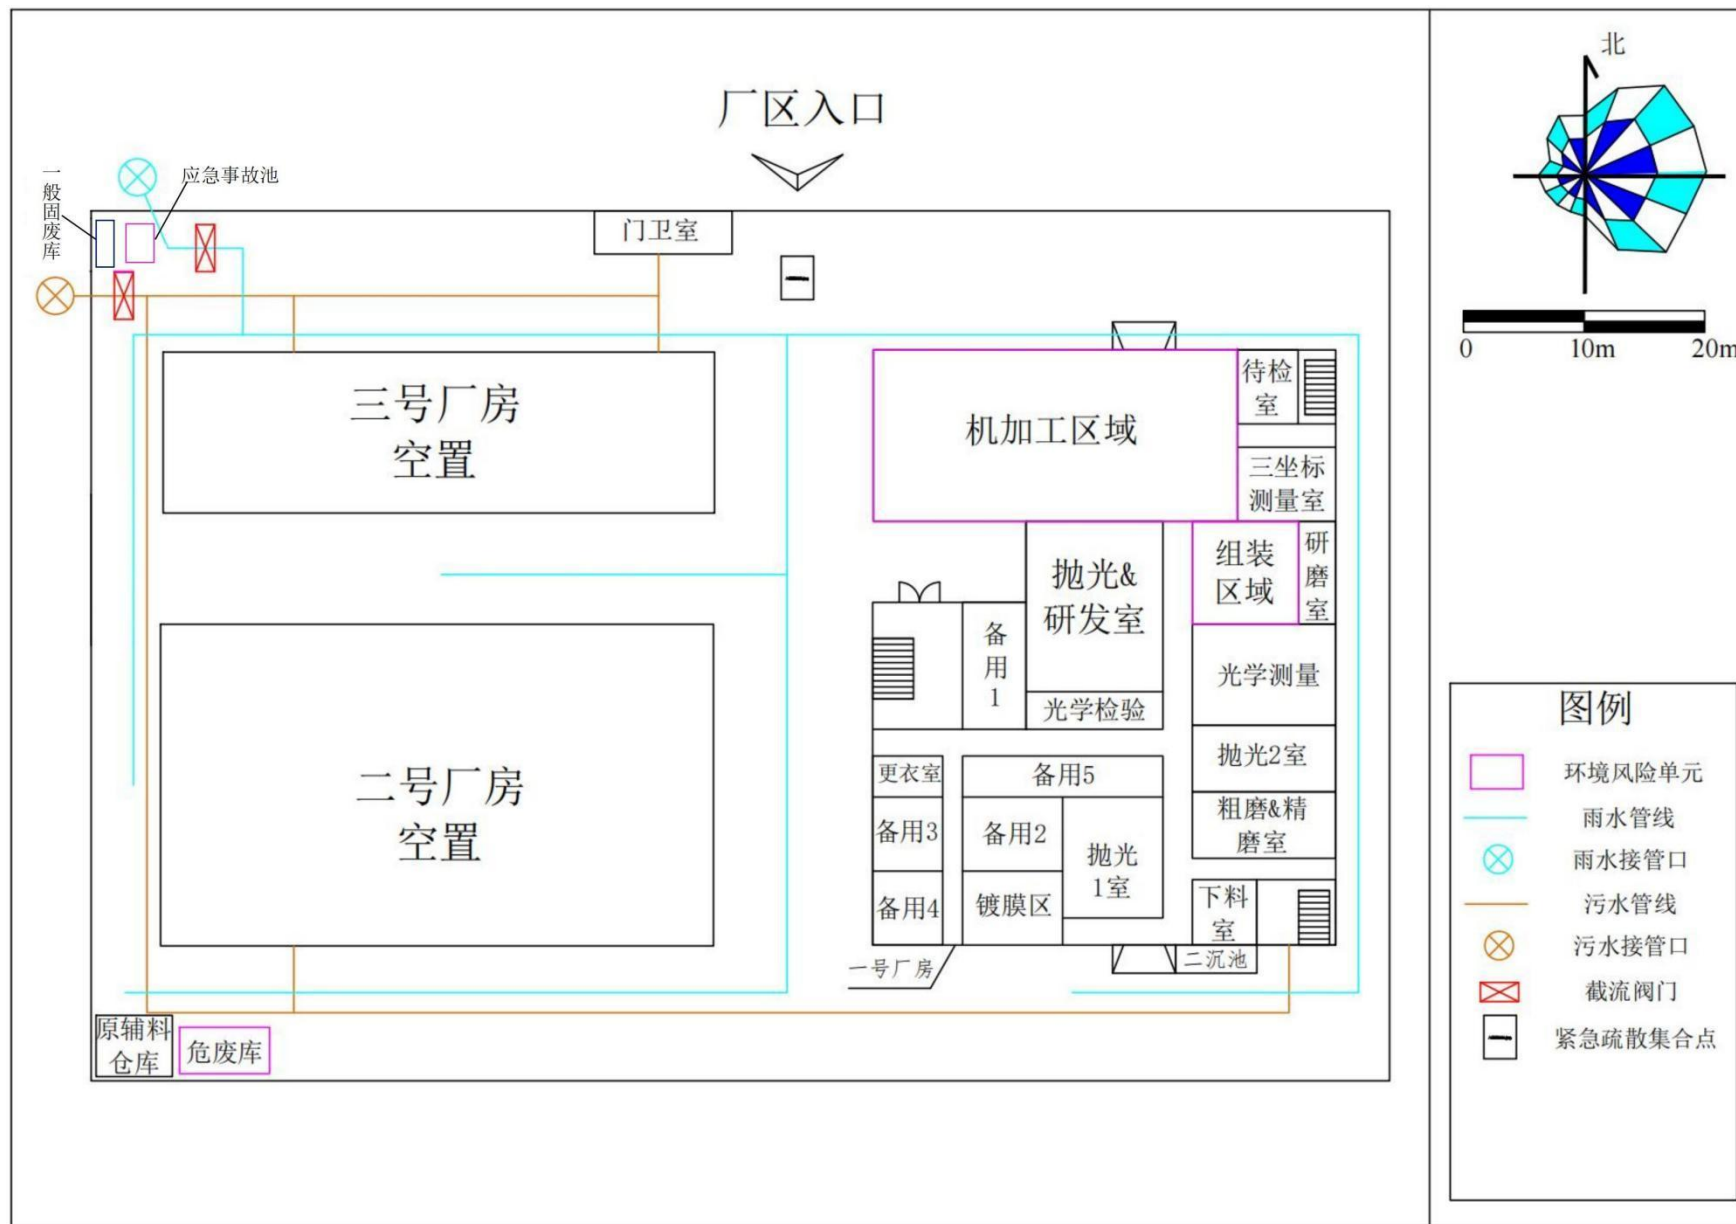 北
厂区入口
一般固废库
应急事故池
门卫室
0
10m
20m
三号厂房
空置
机加工区域
待检
室
三坐标
测量室
组装
区域
研磨室
抛光&
研发室
备用1
光学检验
光学测量
抛光2室
粗磨&精
磨室
更衣室
备用5
备用3
备用2
抛光
1室
备用4
镀膜区
下料
室
二号厂房
空置
一号厂房
二沉池
原辅料
仓库
危废库
图例
环境风险单元
雨水管线
雨水接管口
污水管线
污水接管口
截流阀门
紧急疏散集合点